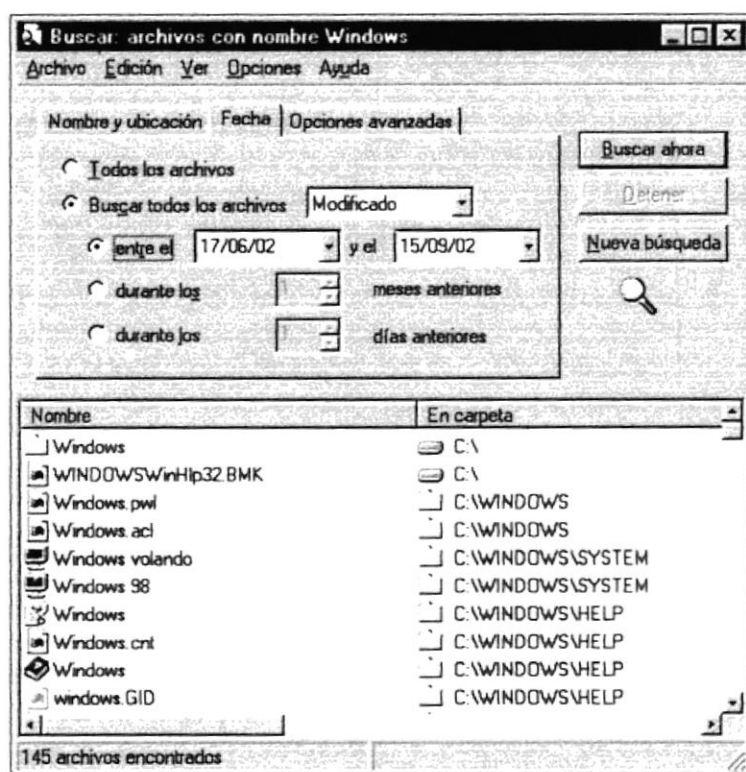 Buscar: archivos con nombre Windows
Archivo Edición Ver Opciones Ayuda
Nombre y ubicación Fecha Opciones avanzadas
Todos los archivos
Buscar todos los archivos Modificado
entre el 17/06/02 y el 15/09/02
durante los 1 meses anteriores
durante los 1 días anteriores
Buscar ahora
Detener
Nueva búsqueda
Nombre En carpeta
Windows C:\
WINDOWSWinHlp32.BMK C:\
Windows.pwl C:\WINDOWS
Windows.acl C:\WINDOWS
Windows volando C:\WINDOWS\SYSTEM
Windows 98 C:\WINDOWS\SYSTEM
Windows C:\WINDOWS\HELP
Windows.cnt C:\WINDOWS\HELP
Windows C:\WINDOWS\HELP
windows.GID C:\WINDOWS\HELP
145 archivos encontrados